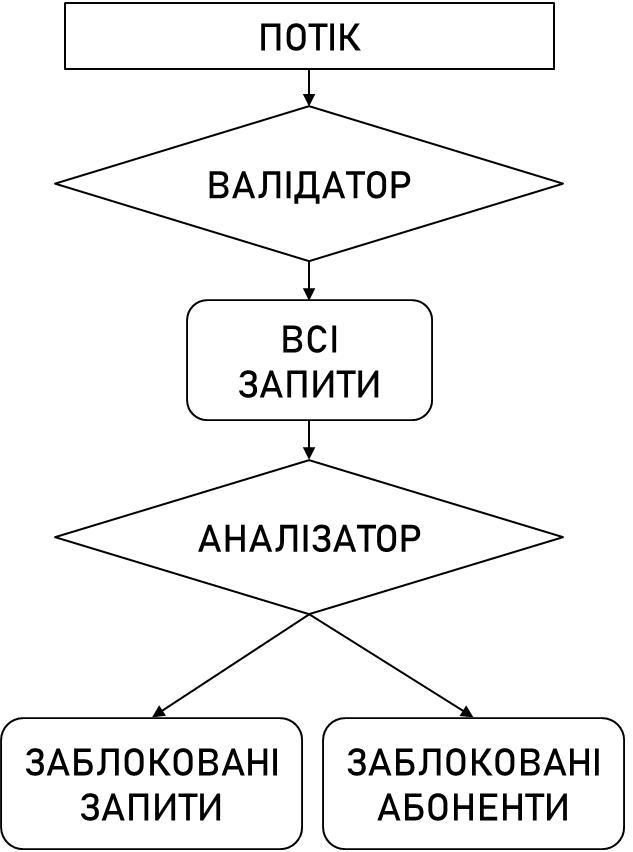 ПОТІК
ВАЛІДАТОР
ВСІ
ЗАПИТИ
АНАЛІЗАТОР
ЗАБЛОКОВАНІ
ЗАПИТИ
ЗАБЛОКОВАНІ
АБОНЕНТИ